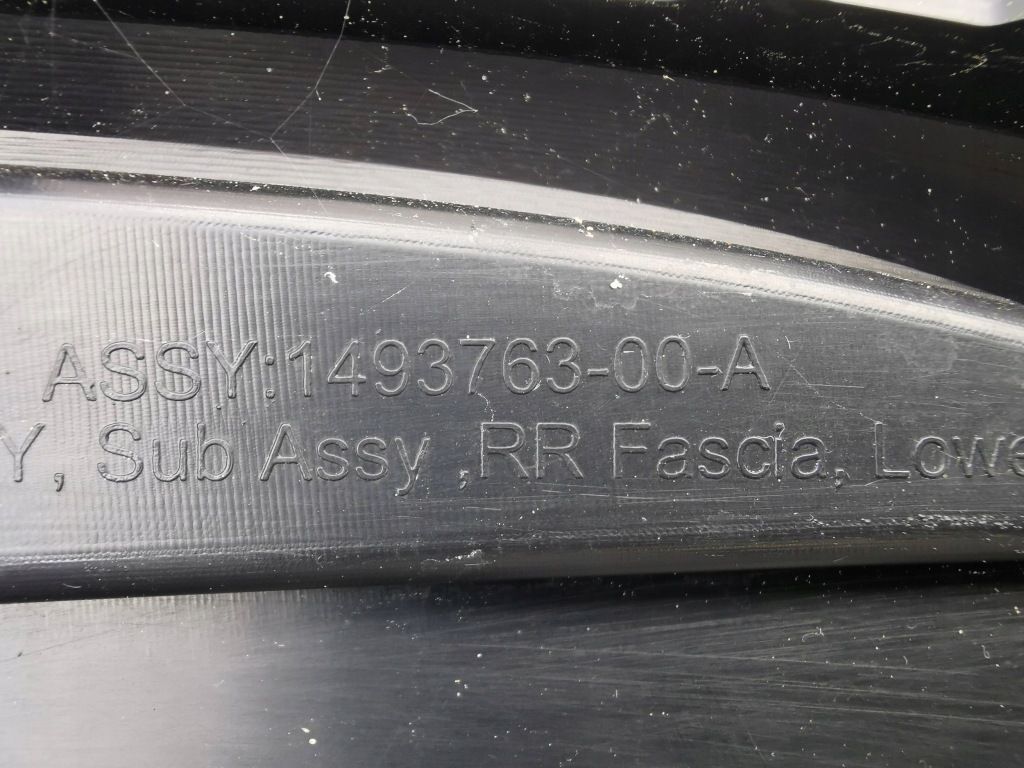 ASSY:1493763-00-A
Y, Sub Assy ,RR Fascia, Lowe